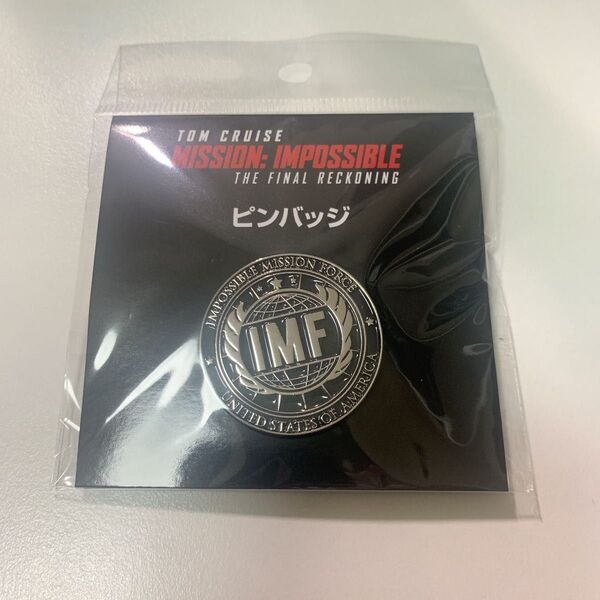 TOM CRUISE
MISSION: IMPOSSIBLE
THE FINAL RECKONING
ピンバッジ
IMPOSSIBLE MISSION FORCE
IMF
UNITED STATES OF AMERICA